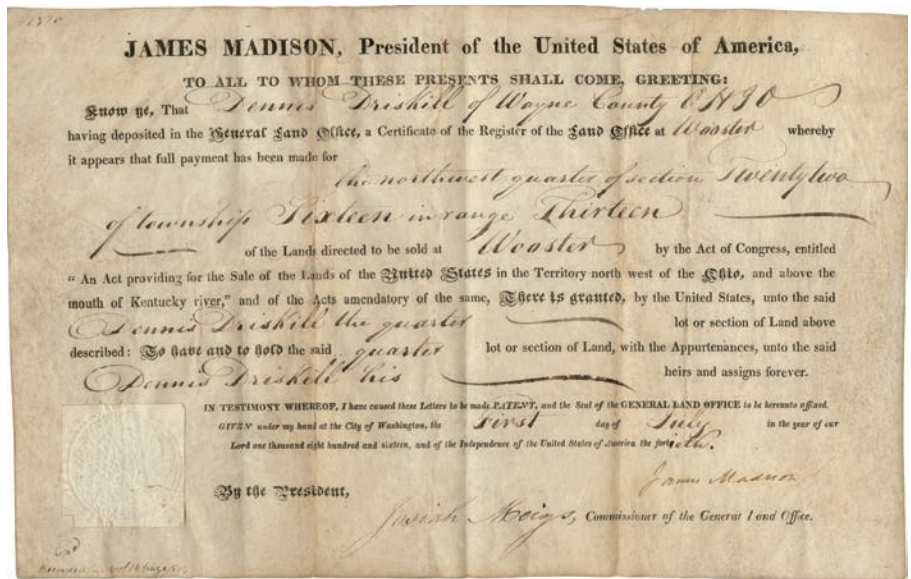 JAMES MADISON, President of the United States of America,
TO ALL TO WHOM THESE PRESENTS SHALL COME, GREETING:
Know ye, That Dennis Driskill of Wayne County OHIO
having deposited in the General Land Office, a Certificate of the Register of the Land Office at Wooster whereby
it appears that full payment has been made for
the northwest quarter of section Twenty two
of township Sixteen in range Thirteen
of the Lands directed to be sold at Wooster by the Act of Congress, entitled
“An Act providing for the Sale of the Lands of the United States in the Territory north west of the Ohio, and above the
mouth of Kentucky river,” and of the Acts amendatory of the same, There is granted, by the United States, unto the said
Dennis Driskill the quarter lot or section of Land above
described: To have and to hold the said quarter lot or section of Land, with the Appurtenances, unto the said
Dennis Driskill his heirs and assigns forever.
IN TESTIMONY WHEREOF, I have caused these Letters to be made PATENT, and the Seal of the GENERAL LAND OFFICE to be hereunto affixed.
GIVEN under my hand at the City of Washington, the First day of July in the year of our
Lord one thousand eight hundred and sixteen, and of the Independence of the United States of America the fortieth.
James Madison
By the President,
Josiah Meigs, Commissioner of the General Land Office.